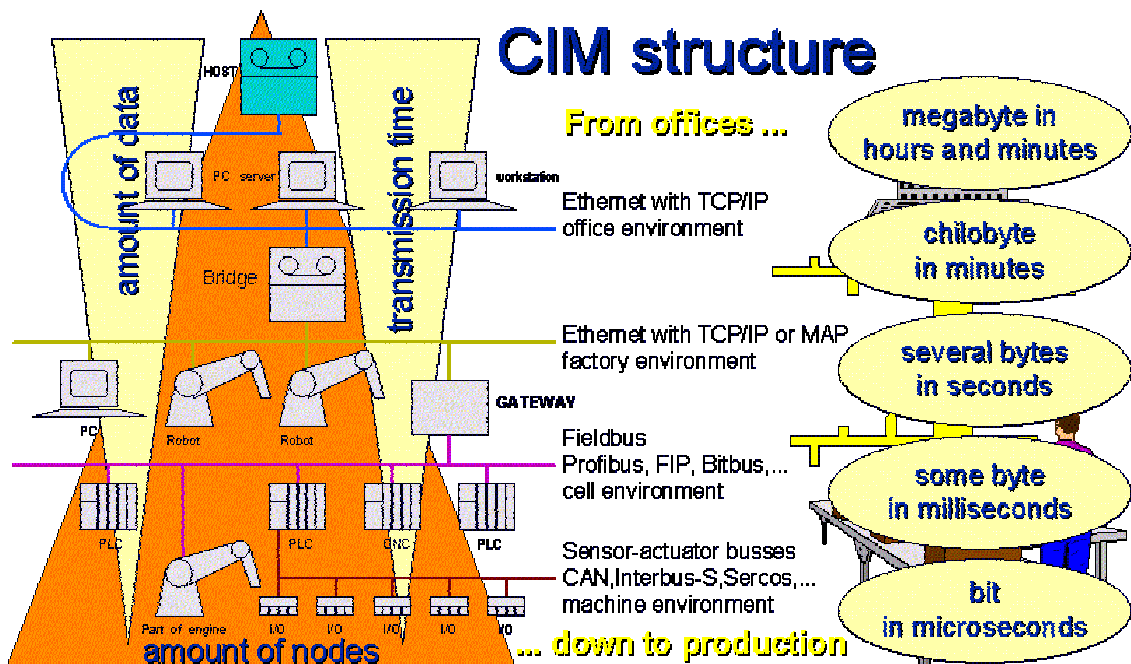 CIM structure
HOST
amount of data
transmission time
From offices ...
megabyte in
hours and minutes
PC server
workstation
Ethernet with TCP/IP
office environment
chilobyte
in minutes
Bridge
Ethernet with TCP/IP or MAP
factory environment
several bytes
in seconds
GATEWAY
PC
Robot
Robot
Fieldbus
Profibus, FIP, Bitbus,...
cell environment
some byte
in milliseconds
PLC
PLC
CNC
PLC
Sensor-actuator busses
CAN,Interbus-S,Sercos,...
machine environment
bit
in microseconds
Part of engine
I/O
I/O
I/O
I/O
I/O
amount of nodes
... down to production